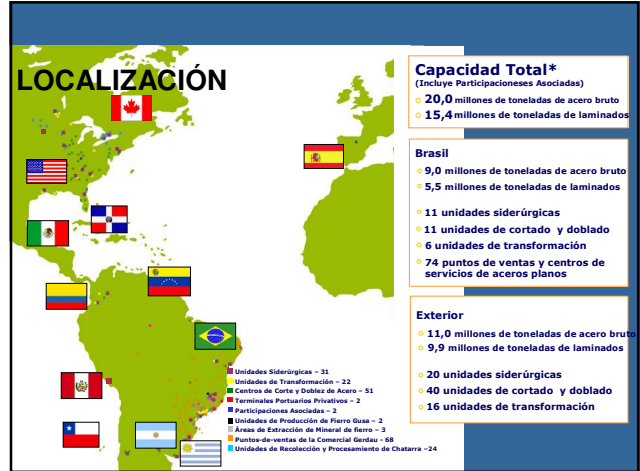 LOCALIZACIÓN
Capacidad Total*
(Incluye Participacioneses Asociadas)
20,0 millones de toneladas de acero bruto
15,4 millones de toneladas de laminados
Brasil
9,0 millones de toneladas de acero bruto
5,5 millones de toneladas de laminados
11 unidades siderúrgicas
11 unidades de cortado y doblado
6 unidades de transformación
74 puntos de ventas y centros de
servicios de aceros planos
Exterior
11,0 millones de toneladas de acero bruto
9,9 millones de toneladas de laminados
20 unidades siderúrgicas
40 unidades de cortado y doblado
16 unidades de transformación
Unidades Siderúrgicas – 31
Unidades de Transformación – 22
Centros de Corte y Doblez de Acero – 51
Terminales Portuarios Privativos – 2
Participaciones Asociadas – 2
Unidades de Producción de Fierro Gusa – 2
Áreas de Extracción de Mineral de fierro – 3
Puntos-de-ventas de la Comercial Gerdau - 68
Unidades de Recolección y Procesamiento de Chatarra –24